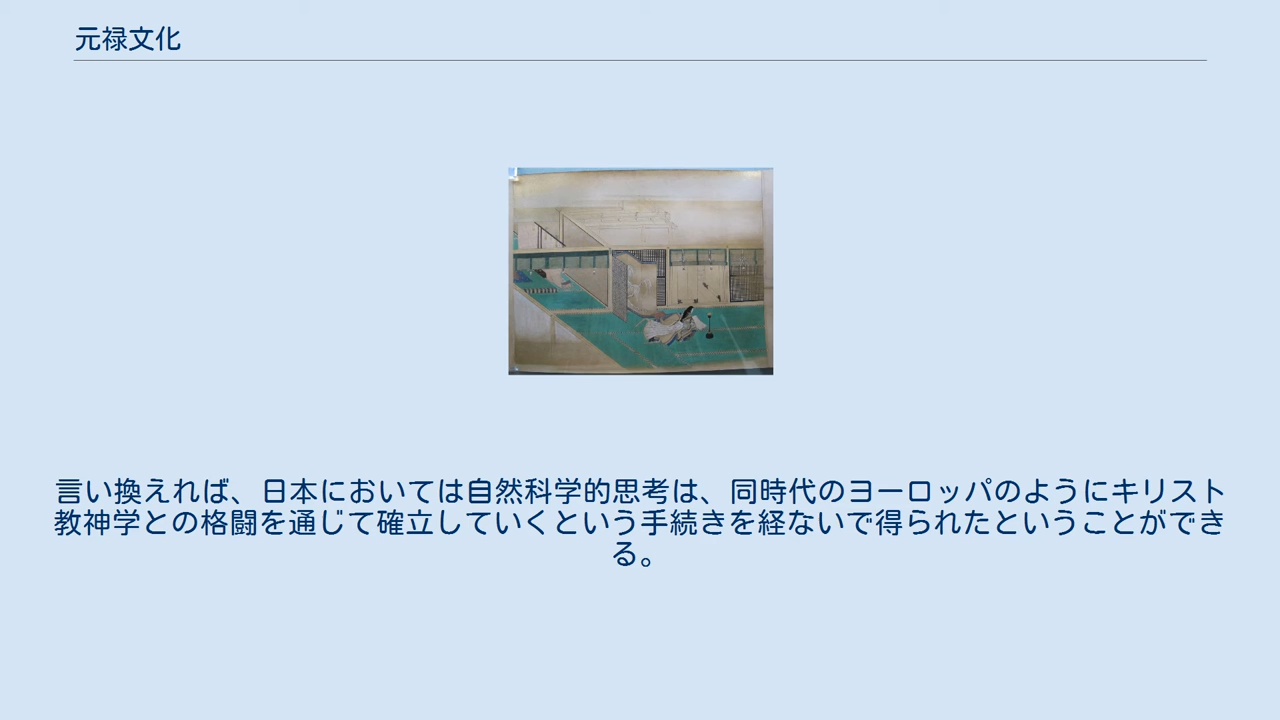 元禄文化
言い換えれば、日本においては自然科学的思考は、同時代のヨーロッパのようにキリスト
教神学との格闘を通じて確立していくという手続きを経ないで得られたということができ
る。